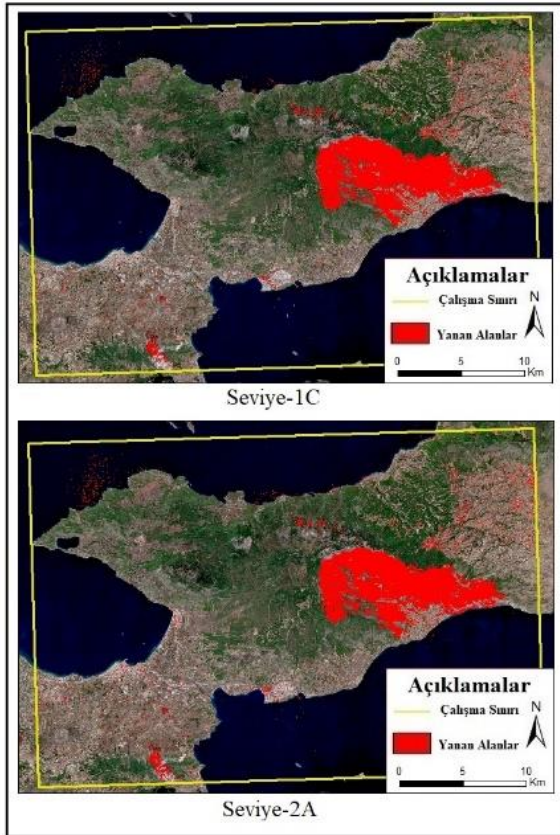 Açıklamalar
Çalışma Sınırı
N
Yanan Alanlar
0 5 10
Km
Seviye-1C
Açıklamalar
Çalışma Sınırı
N
Yanan Alanlar
0 5 10
Km
Seviye-2A